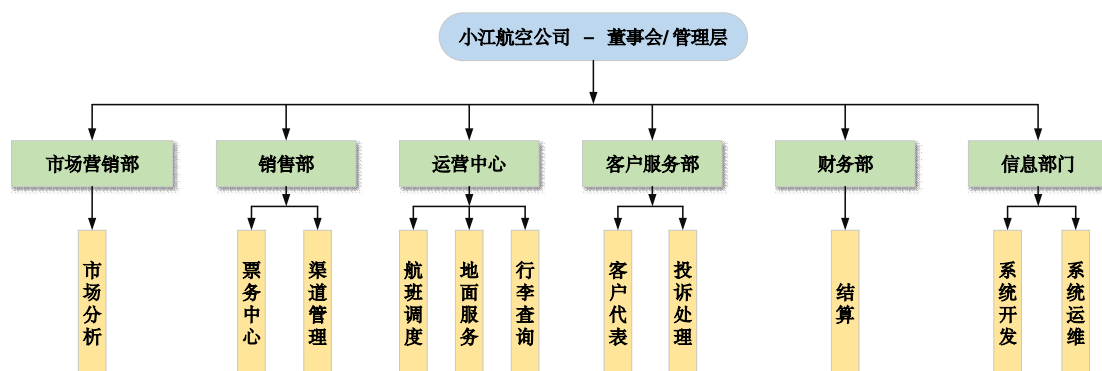 小江航空公司 – 董事会/管理层
市场营销部
销售部
运营中心
客户服务部
财务部
信息部门
市场分析
票务中心
渠道管理
航班调度
地面服务
行李查询
客户代表
投诉处理
结算
系统开发
系统运维